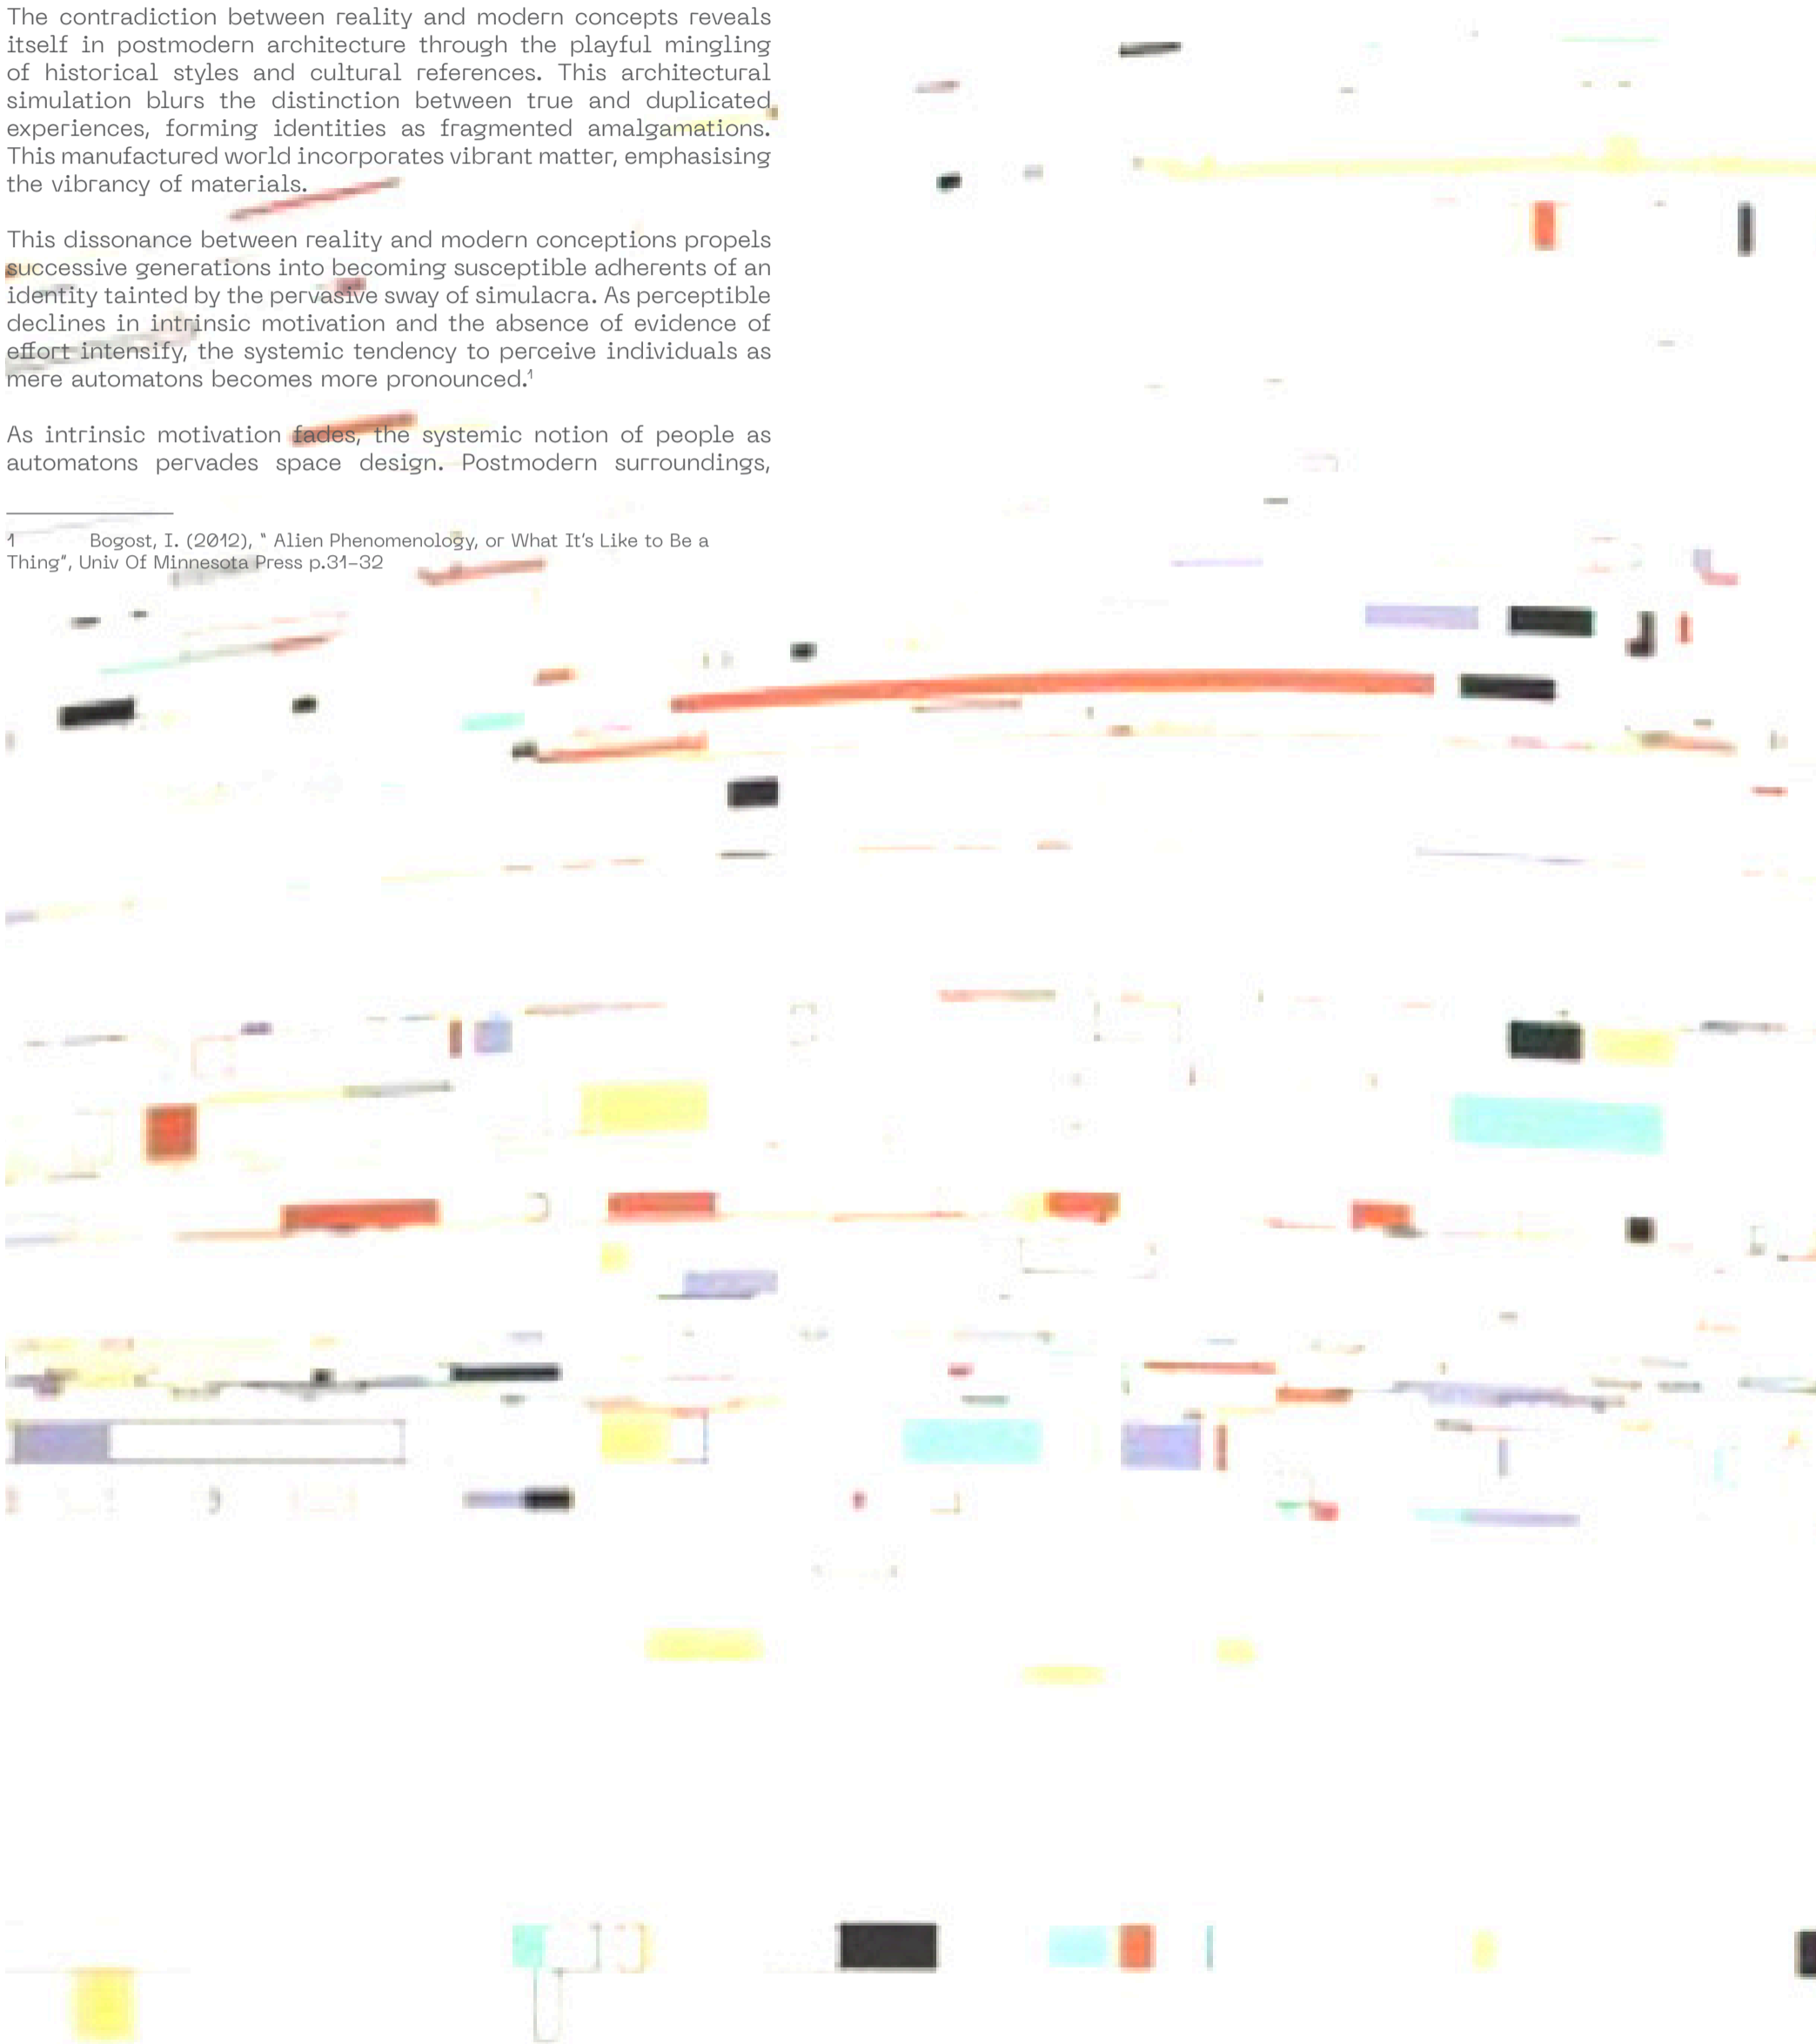 The contradiction between reality and modern concepts reveals
itself in postmodern architecture through the playful mingling
of historical styles and cultural references. This architectural
simulation blurs the distinction between true and duplicated
experiences, forming identities as fragmented amalgamations.
This manufactured world incorporates vibrant matter, emphasising
the vibrancy of materials.
This dissonance between reality and modern conceptions propels
successive generations into becoming susceptible adherents of an
identity tainted by the pervasive sway of simulacra. As perceptible
declines in intrinsic motivation and the absence of evidence of
effort intensify, the systemic tendency to perceive individuals as
mere automatons becomes more pronounced.¹
As intrinsic motivation fades, the systemic notion of people as
automatons pervades space design. Postmodern surroundings,
1 Bogost, I. (2012), “ Alien Phenomenology, or What It’s Like to Be a
Thing”, Univ Of Minnesota Press p.31-32